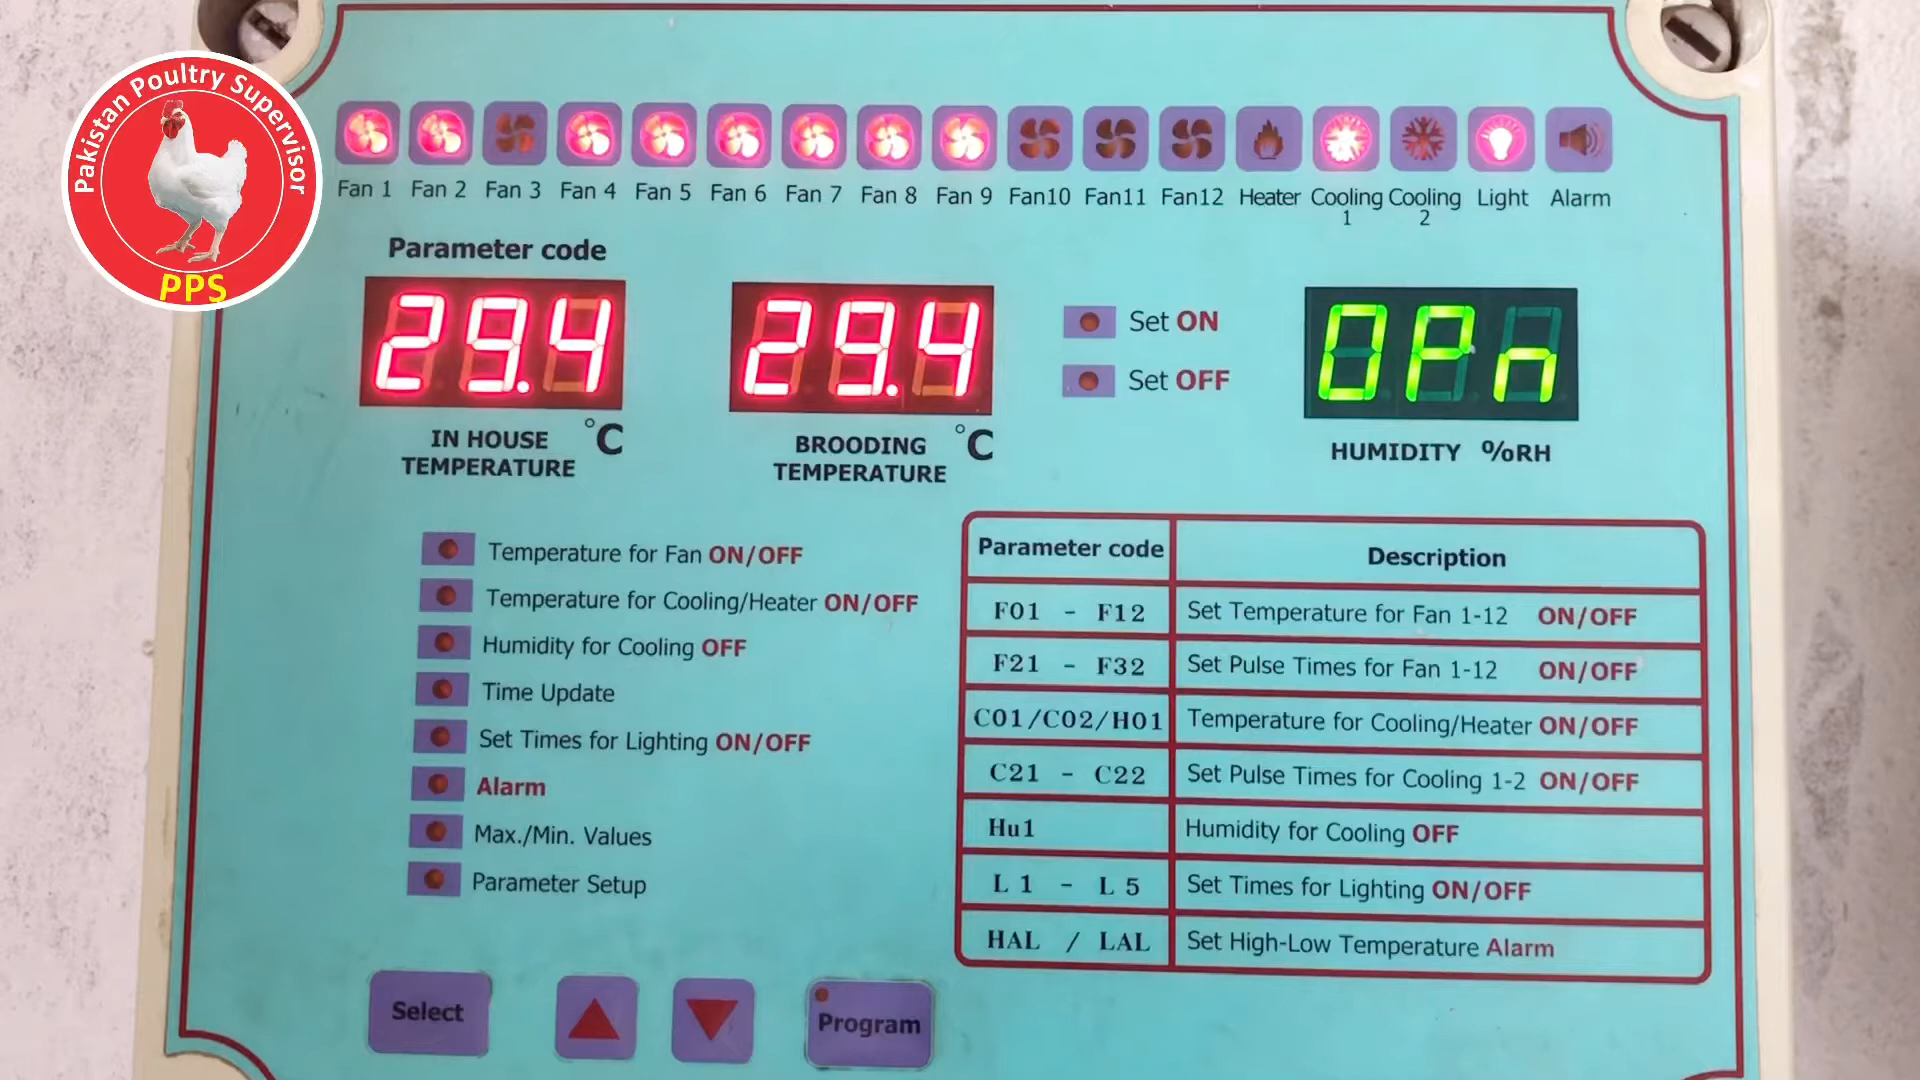 Pakistan Poultry Supervisor
PPS
Fan 1 Fan 2 Fan 3 Fan 4 Fan 5 Fan 6 Fan 7 Fan 8 Fan 9 Fan10 Fan11 Fan12 Heater Cooling 1 Cooling 2 Light Alarm
Parameter code
29.4
29.4
Set ON
Set OFF
OPn
IN HOUSE TEMPERATURE °C
BROODING TEMPERATURE °C
HUMIDITY %RH
Temperature for Fan ON/OFF
Temperature for Cooling/Heater ON/OFF
Humidity for Cooling OFF
Time Update
Set Times for Lighting ON/OFF
Alarm
Max./Min. Values
Parameter Setup
Parameter code Description
F01 - F12 Set Temperature for Fan 1-12 ON/OFF
F21 - F32 Set Pulse Times for Fan 1-12 ON/OFF
C01/C02/H01 Temperature for Cooling/Heater ON/OFF
C21 - C22 Set Pulse Times for Cooling 1-2 ON/OFF
Hu1 Humidity for Cooling OFF
L 1 - L 5 Set Times for Lighting ON/OFF
HAL / LAL Set High-Low Temperature Alarm
Select
Program